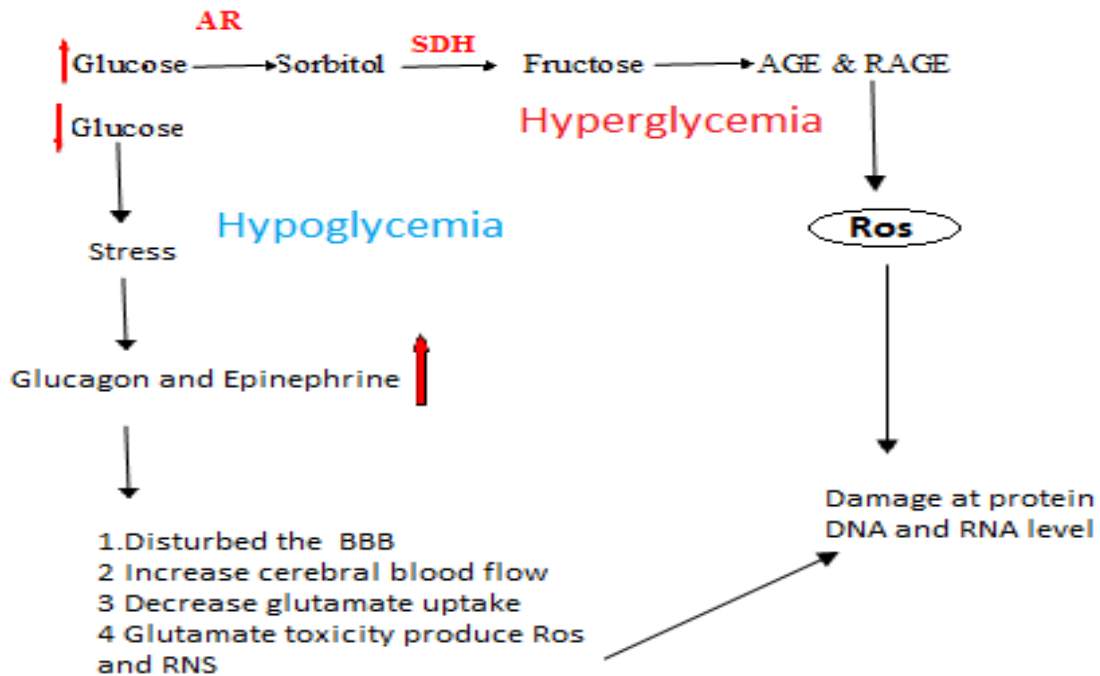 AR
SDH
Glucose Sorbitol Fructose AGE & RAGE
Glucose
Hyperglycemia
Hypoglycemia
Ros
Stress
Glucagon and Epinephrine
Damage at protein
DNA and RNA level
1.Disturbed the BBB
2 Increase cerebral blood flow
3 Decrease glutamate uptake
4 Glutamate toxicity produce Ros
and RNS